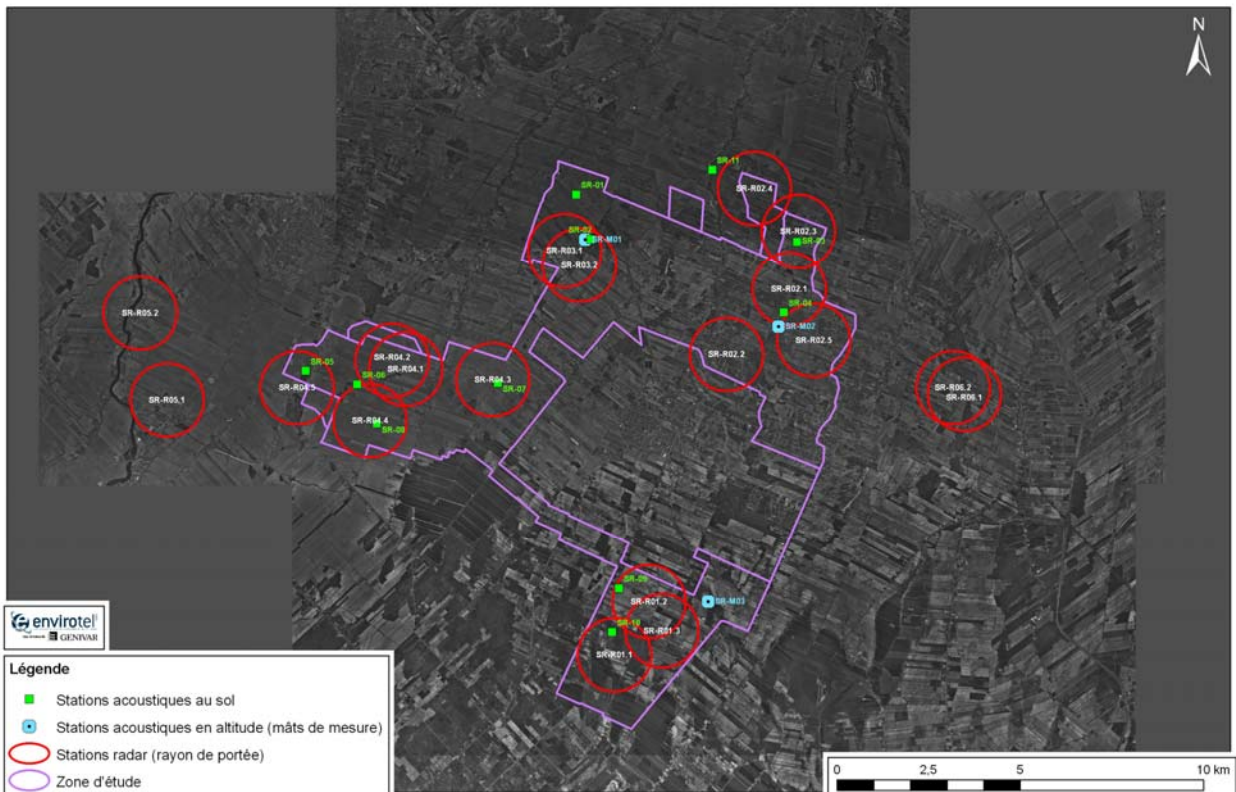 N
SR-11
SR-R02.4
SR-01
SR-02
SR-M01
SR-R03.1
SR-R03.2
SR-R02.3
SR-03
SR-R02.1
SR-04
SR-M02
SR-R02.5
SR-R02.2
SR-R05.2
SR-R05.1
SR-05
SR-R04.5
SR-R04.2
SR-R04.1
SR-06
SR-R04.4
SR-08
SR-R04.3
SR-07
SR-R06.2
SR-R06.1
SR-09
SR-R01.2
SR-M03
SR-10
SR-R01.3
SR-R01.1
envirotel
GENIVAR
Légende
Stations acoustiques au sol
Stations acoustiques en altitude (mâts de mesure)
Stations radar (rayon de portée)
Zone d'étude
0 2,5 5 10 km